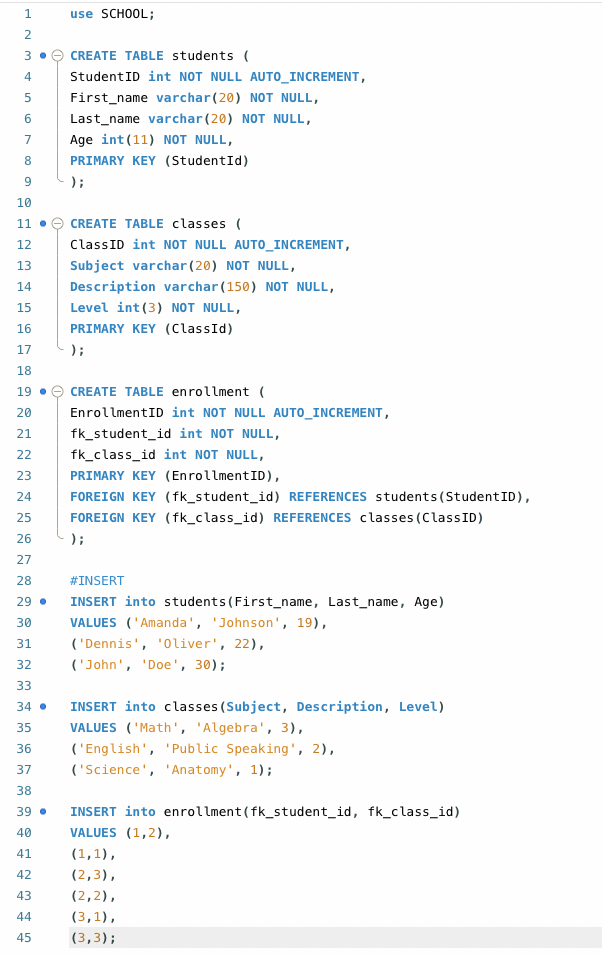 1 use SCHOOL;
2
3 CREATE TABLE students (
4 StudentID int NOT NULL AUTO_INCREMENT,
5 First_name varchar(20) NOT NULL,
6 Last_name varchar(20) NOT NULL,
7 Age int(11) NOT NULL,
8 PRIMARY KEY (StudentId)
9 );
10
11 CREATE TABLE classes (
12 ClassID int NOT NULL AUTO_INCREMENT,
13 Subject varchar(20) NOT NULL,
14 Description varchar(150) NOT NULL,
15 Level int(3) NOT NULL,
16 PRIMARY KEY (ClassId)
17 );
18
19 CREATE TABLE enrollment (
20 EnrollmentID int NOT NULL AUTO_INCREMENT,
21 fk_student_id int NOT NULL,
22 fk_class_id int NOT NULL,
23 PRIMARY KEY (EnrollmentID),
24 FOREIGN KEY (fk_student_id) REFERENCES students(StudentID),
25 FOREIGN KEY (fk_class_id) REFERENCES classes(ClassID)
26 );
27
28 #INSERT
29 INSERT into students(First_name, Last_name, Age)
30 VALUES ('Amanda', 'Johnson', 19),
31 ('Dennis', 'Oliver', 22),
32 ('John', 'Doe', 30);
33
34 INSERT into classes(Subject, Description, Level)
35 VALUES ('Math', 'Algebra', 3),
36 ('English', 'Public Speaking', 2),
37 ('Science', 'Anatomy', 1);
38
39 INSERT into enrollment(fk_student_id, fk_class_id)
40 VALUES (1,2),
41 (1,1),
42 (2,3),
43 (2,2),
44 (3,1),
45 (3,3);